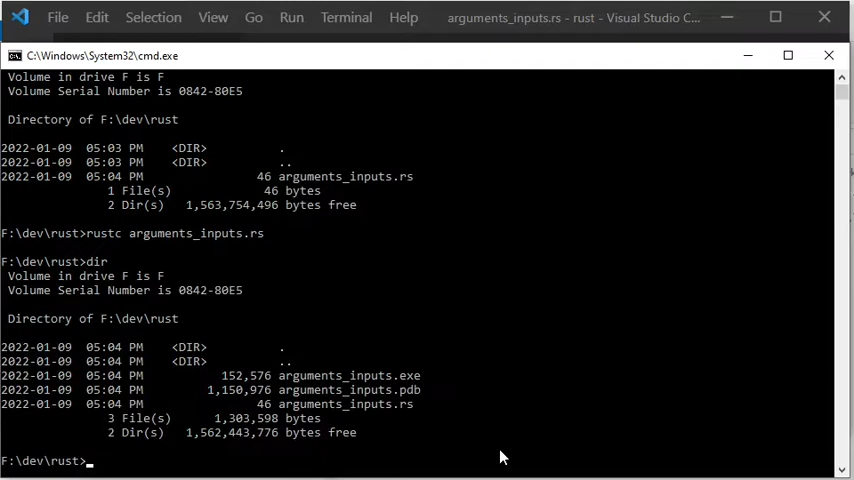 File Edit Selection View Go Run Terminal Help arguments_inputs.rs - rust - Visual Studio C...
C:\Windows\System32\cmd.exe
Volume in drive F is F
Volume Serial Number is 0842-80E5
Directory of F:\dev\rust
2022-01-09 05:03 PM <DIR> .
2022-01-09 05:03 PM <DIR> ..
2022-01-09 05:04 PM 46 arguments_inputs.rs
1 File(s) 46 bytes
2 Dir(s) 1,563,754,496 bytes free
F:\dev\rust>rustc arguments_inputs.rs
F:\dev\rust>dir
Volume in drive F is F
Volume Serial Number is 0842-80E5
Directory of F:\dev\rust
2022-01-09 05:04 PM <DIR> .
2022-01-09 05:04 PM <DIR> ..
2022-01-09 05:04 PM 152,576 arguments_inputs.exe
2022-01-09 05:04 PM 1,150,976 arguments_inputs.pdb
2022-01-09 05:04 PM 46 arguments_inputs.rs
3 File(s) 1,303,598 bytes
2 Dir(s) 1,562,443,776 bytes free
F:\dev\rust>